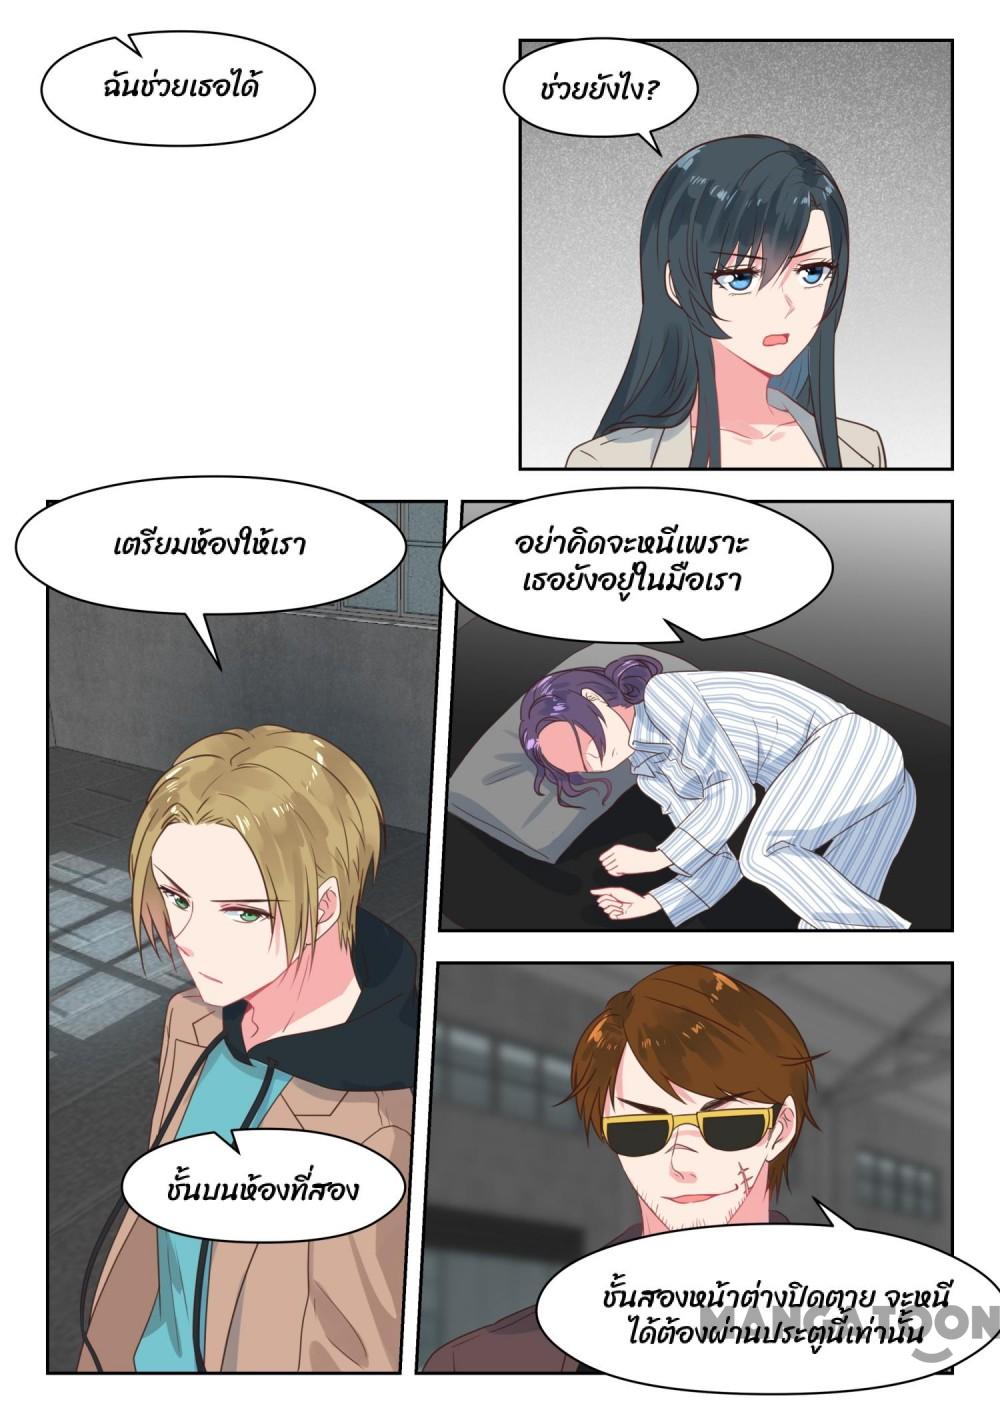 ฉันช่วยเธอได้
ช่วยยังไง?
เตรียมห้องให้เรา
อย่าคิดจะหนีเพราะ
เธอยังอยู่ในมือเรา
ชั้นบนห้องที่สอง
ชั้นสองหน้าต่างปิดตาย จะหนี
ได้ต้องผ่านประตูนี้เท่านั้น
MANGATOON